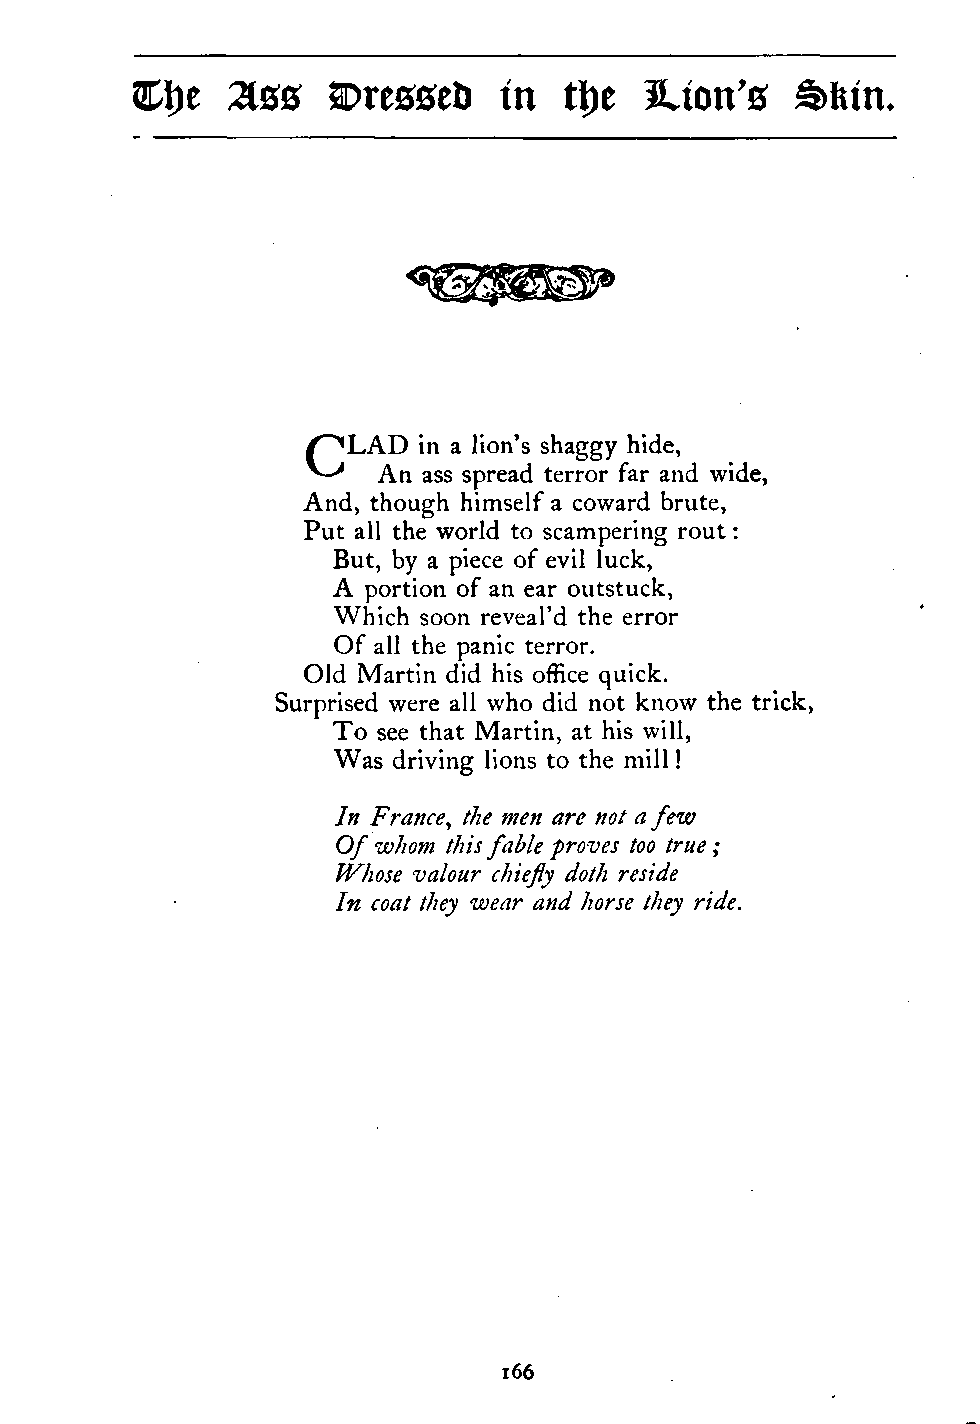 The Ass Dressed in the Lion's Skin.
CLAD in a lion's shaggy hide,
An ass spread terror far and wide,
And, though himself a coward brute,
Put all the world to scampering rout :
But, by a piece of evil luck,
A portion of an ear outstuck,
Which soon reveal'd the error
Of all the panic terror.
Old Martin did his office quick.
Surprised were all who did not know the trick,
To see that Martin, at his will,
Was driving lions to the mill !
In France, the men are not a few
Of whom this fable proves too true ;
Whose valour chiefly doth reside
In coat they wear and horse they ride.
166